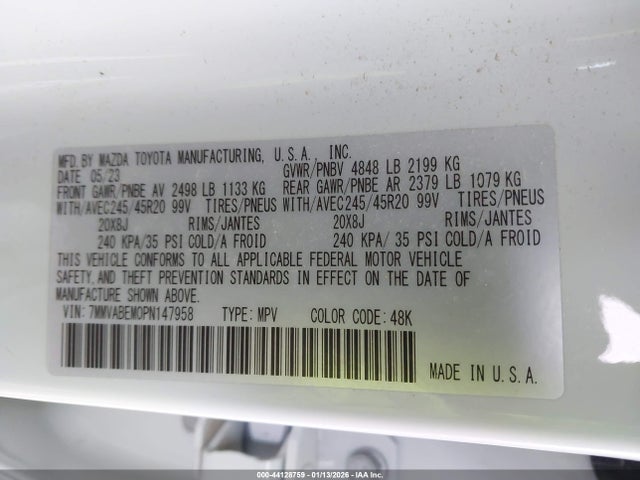 MFD.BY MAZDA TOYOTA MANUFACTURING, U.S.A. INC.
DATE 05/23 GVWR/PNBV 4848 LB 2199 KG
FRONT GAWR/PNBE AV 2498 LB 1133 KG REAR GAWR/PNBE AR 2379 LB 1079 KG
WITH/AVEC245/45R20 99V TIRES/PNEUS WITH/AVEC245/45R20 99V TIRES/PNEUS
20X8J RIMS/JANTES 20X8J RIMS/JANTES
240 KPA/35 PSI COLD/A FROID 240 KPA/ 35 PSI COLD/A FROID
THIS VEHICLE CONFORMS TO ALL APPLICABLE FEDERAL MOTOR VEHICLE
SAFETY, AND THEFT PREVENTION STANDARDS IN EFFECT ON THE DATE OF
MANUFACTURE SHOWN ABOVE.
VIN: 7MMVABEM0PN147958 TYPE: MPV COLOR CODE: 48K
MADE IN U.S.A.
000-44128759 — 01/13/2026 — IAA Inc.